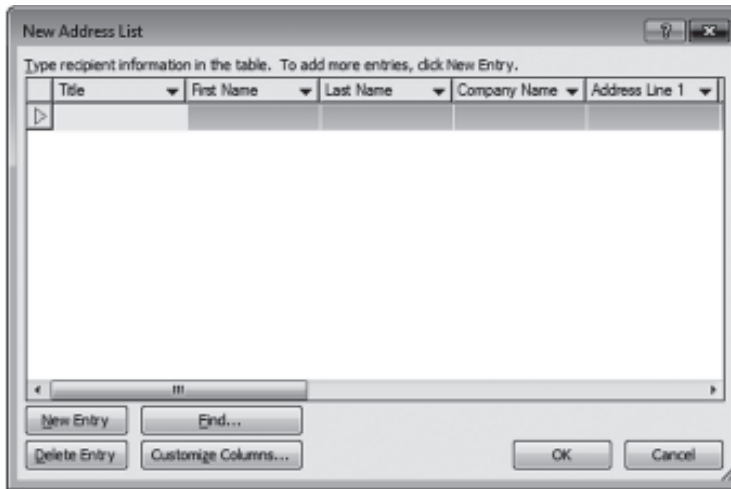 New Address List
Type recipient information in the table. To add more entries, click New Entry.
Title First Name Last Name Company Name Address Line 1
New Entry Find...
Delete Entry Customize Columns... OK Cancel